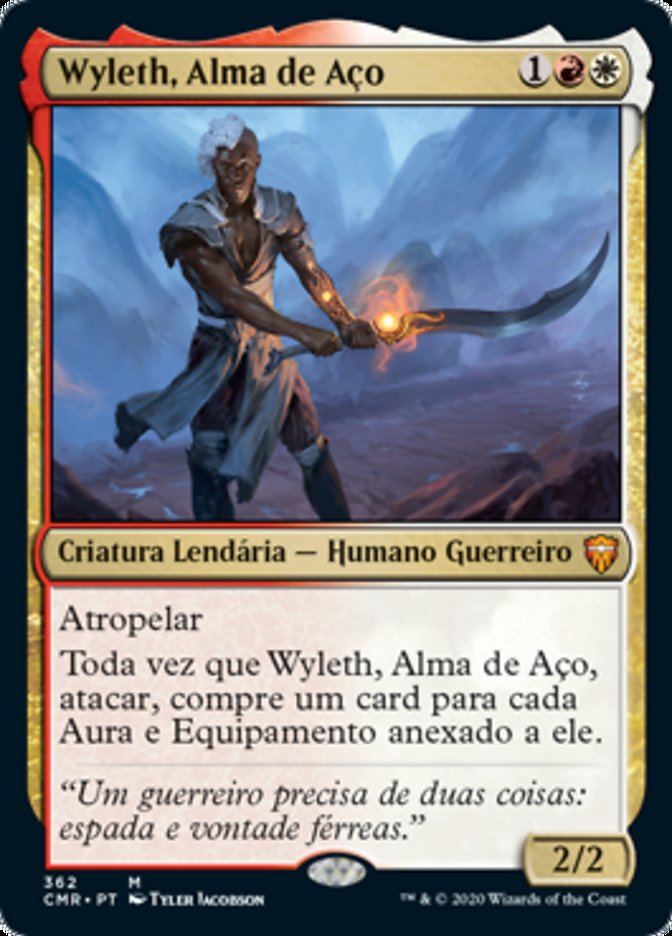 Wyleth, Alma de Aço 1
Criatura Lendária — Humano Guerreiro
Atropelar
Toda vez que Wyleth, Alma de Aço,
atacar, compre um card para cada
Aura e Equipamento anexado a ele.
“Um guerreiro precisa de duas coisas:
espada e vontade férreas.”
2/2
362 M
CMR • PT Tyler Jacobson
™ & © 2020 Wizards of the Coast